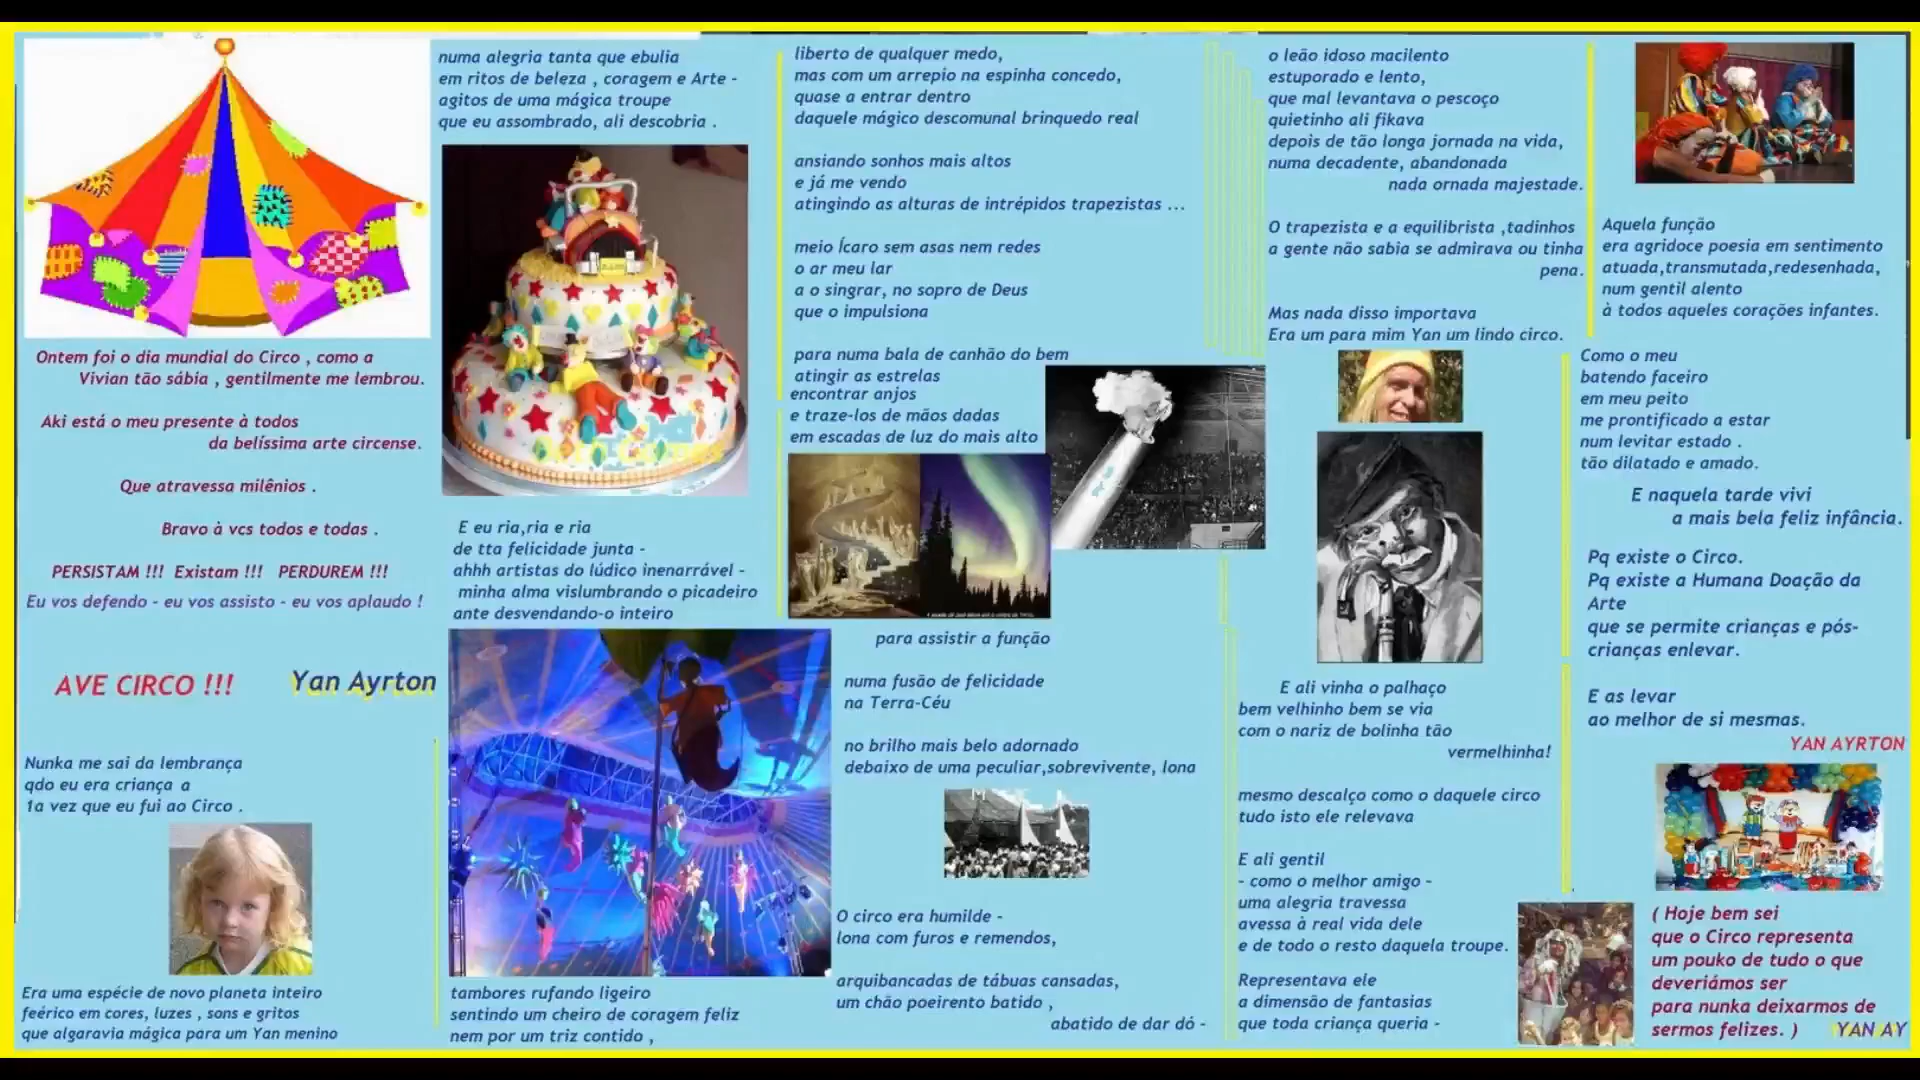 Ontem foi o dia mundial do Circo , como a
Vivian tão sábia , gentilmente me lembrou.
Aki está o meu presente à todos
da belíssima arte circense.
Que atravessa milênios .
Bravo à vcs todos e todas .
PERSISTAM !!! Existam !!! PERDUREM !!!
Eu vos defendo - eu vos assisto - eu vos aplaudo !
AVE CIRCO !!! Yan Ayrton
Nunka me sai da lembrança
qdo eu era criança a
1a vez que eu fui ao Circo .
Era uma espécie de novo planeta inteiro
feérico em cores, luzes , sons e gritos
que algaravia mágica para um Yan menino
numa alegria tanta que ebulia
em ritos de beleza , coragem e Arte -
agitos de uma mágica troupe
que eu assombrado, ali descobria .
E eu ria,ria e ria
de tta felicidade junta -
ahhh artistas do lúdico inenarrável -
minha alma vislumbrando o picadeiro
ante desvendando-o inteiro
tambores rufando ligeiro
sentindo um cheiro de coragem feliz
nem por um triz contido ,
liberto de qualquer medo,
mas com um arrepio na espinha concedo,
quase a entrar dentro
daquele mágico descomunal brinquedo real
ansiando sonhos mais altos
e já me vendo
atingindo as alturas de intrépidos trapezistas ...
meio Ícaro sem asas nem redes
o ar meu lar
a o singrar, no sopro de Deus
que o impulsiona
para numa bala de canhão do bem
atingir as estrelas
encontrar anjos
e traze-los de mãos dadas
em escadas de luz do mais alto
para assistir a função
numa fusão de felicidade
na Terra-Céu
no brilho mais belo adornado
debaixo de uma peculiar,sobrevivente, lona
O circo era humilde -
lona com furos e remendos,
arquibancadas de tábuas cansadas,
um chão poeirento batido ,
abatido de dar dó -
o leão idoso macilento
estuporado e lento,
que mal levantava o pescoço
quietinho ali fikava
depois de tão longa jornada na vida,
numa decadente, abandonada
nada ornada majestade.
O trapezista e a equilibrista ,tadinhos
a gente não sabia se admirava ou tinha
pena.
Mas nada disso importava
Era um para mim Yan um lindo circo.
E ali vinha o palhaço
bem velhinho bem se via
com o nariz de bolinha tão
vermelhinha!
mesmo descalço como o daquele circo
tudo isto ele relevava
E ali gentil
- como o melhor amigo -
uma alegria travessa
avessa à real vida dele
e de todo o resto daquela troupe.
Representava ele
a dimensão de fantasias
que toda criança queria -
Aquela função
era agridoce poesia em sentimento
atuada,transmutada,redesenhada,
num gentil alento
à todos aqueles corações infantes.
Como o meu
batendo faceiro
em meu peito
me prontificado a estar
num levitar estado .
tão dilatado e amado.
E naquela tarde vivi
a mais bela feliz infância.
Pq existe o Circo.
Pq existe a Humana Doação da
Arte
que se permite crianças e pós-
crianças enlevar.
E as levar
ao melhor de si mesmas.
YAN AYRTON
( Hoje bem sei
que o Circo representa
um pouko de tudo o que
deveriámos ser
para nunka deixarmos de
sermos felizes. ) YAN AY